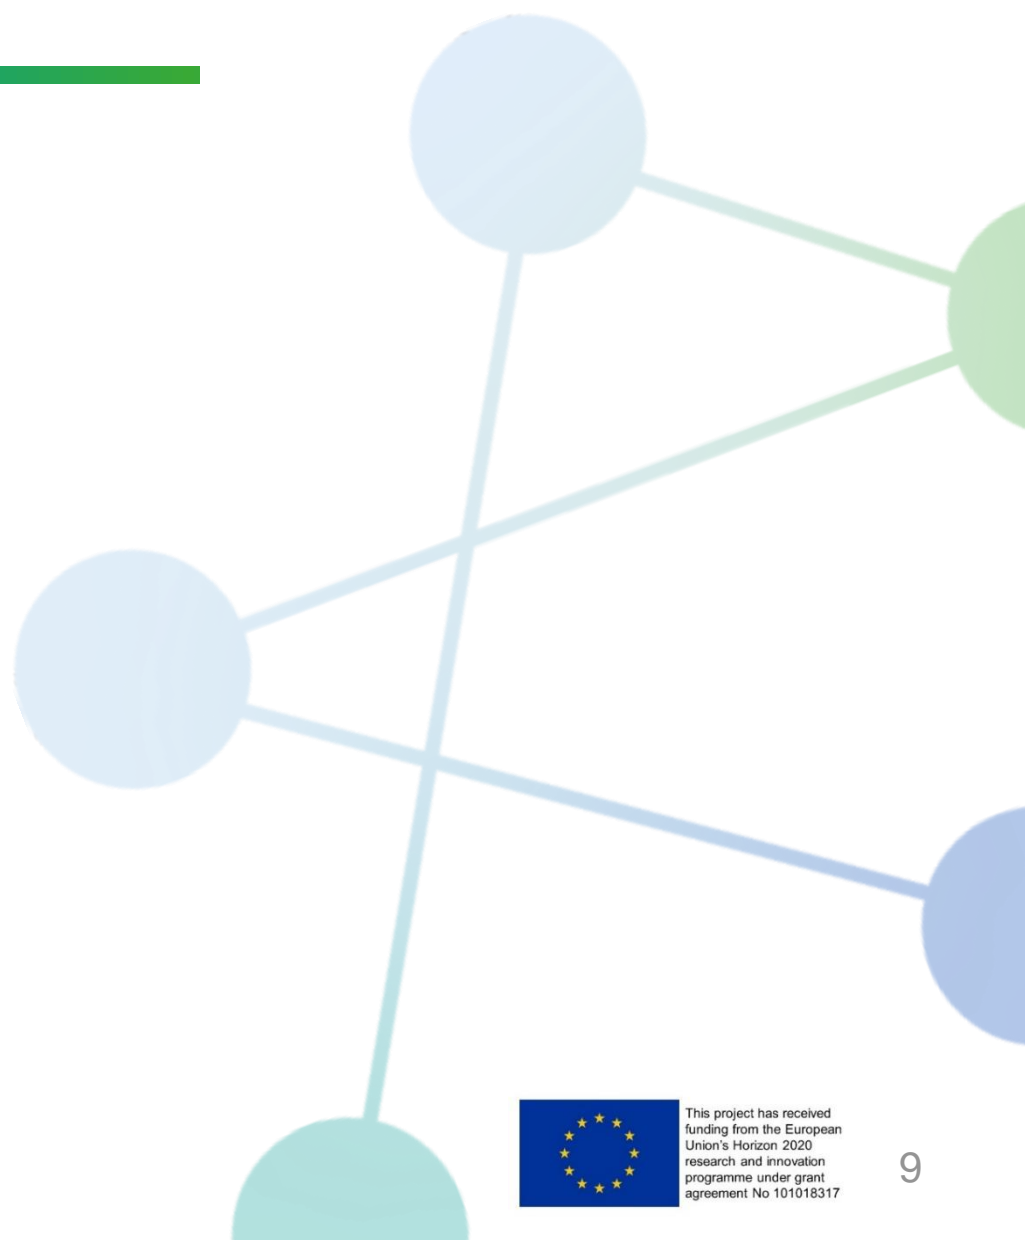 This project has received
funding from the European
Union's Horizon 2020
research and innovation
programme under grant
agreement No 101018317
9